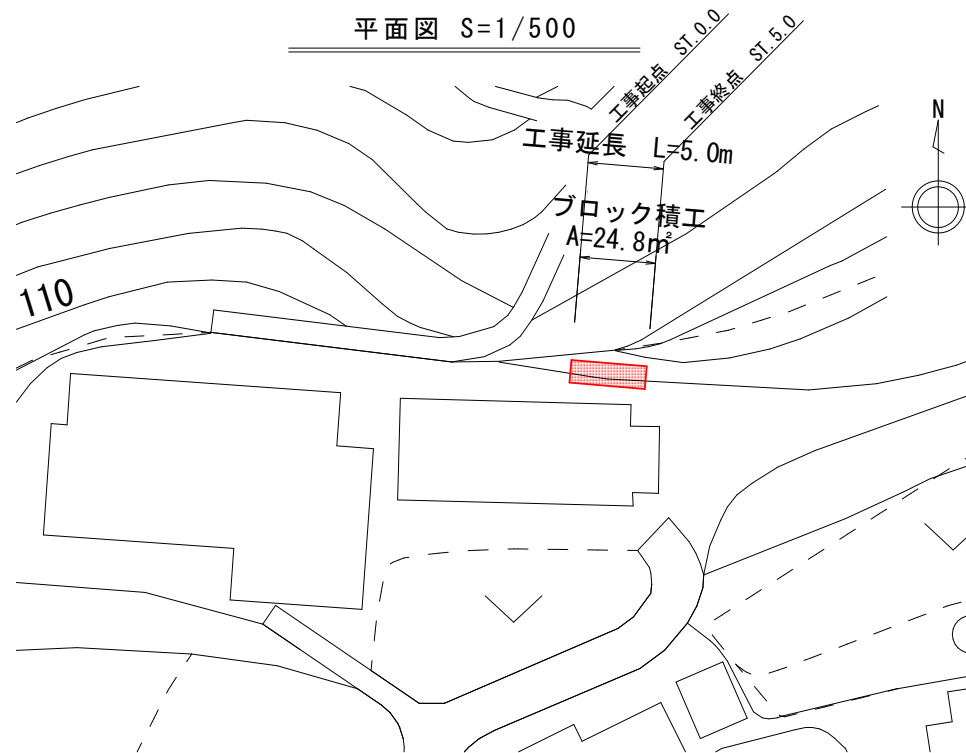 平面図 S=1/500
工事起点 ST.0.0
工事終点 ST.5.0
N
工事延長 L=5.0m
ブロック積工
A=24.8㎡
110